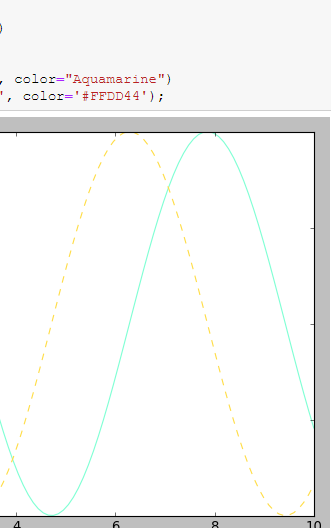 )
, color="Aquamarine")
', color='#FFDD44');
4 6 8 10